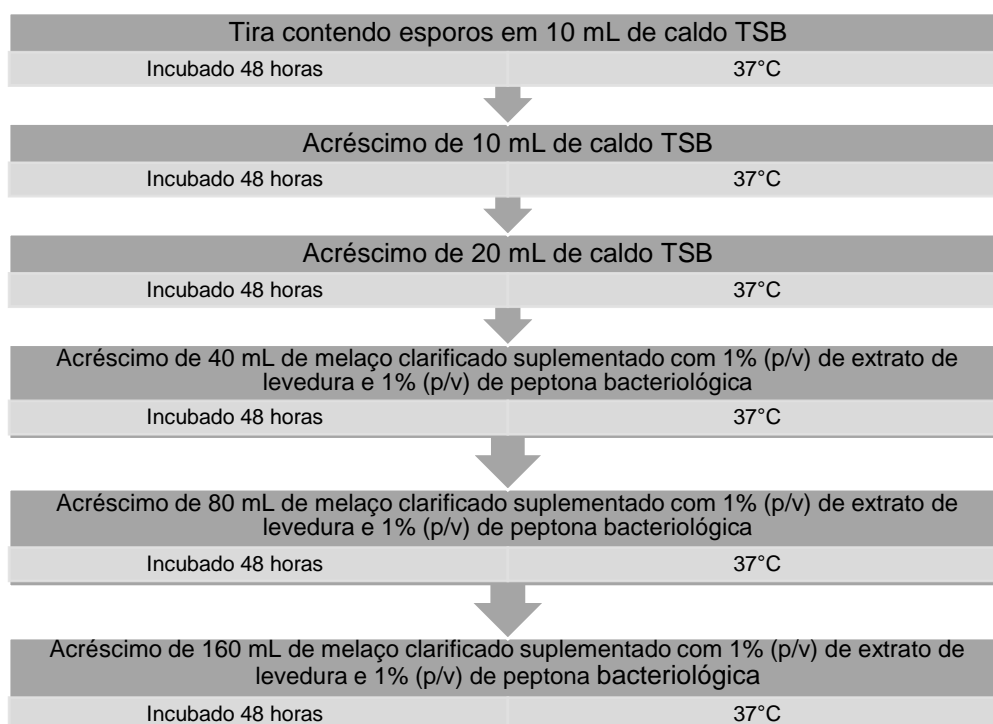 Tira contendo esporos em 10 mL de caldo TSB
Incubado 48 horas 37°C
Acréscimo de 10 mL de caldo TSB
Incubado 48 horas 37°C
Acréscimo de 20 mL de caldo TSB
Incubado 48 horas 37°C
Acréscimo de 40 mL de melaço clarificado suplementado com 1% (p/v) de extrato de
levedura e 1% (p/v) de peptona bacteriológica
Incubado 48 horas 37°C
Acréscimo de 80 mL de melaço clarificado suplementado com 1% (p/v) de extrato de
levedura e 1% (p/v) de peptona bacteriológica
Incubado 48 horas 37°C
Acréscimo de 160 mL de melaço clarificado suplementado com 1% (p/v) de extrato de
levedura e 1% (p/v) de peptona bacteriológica
Incubado 48 horas 37°C